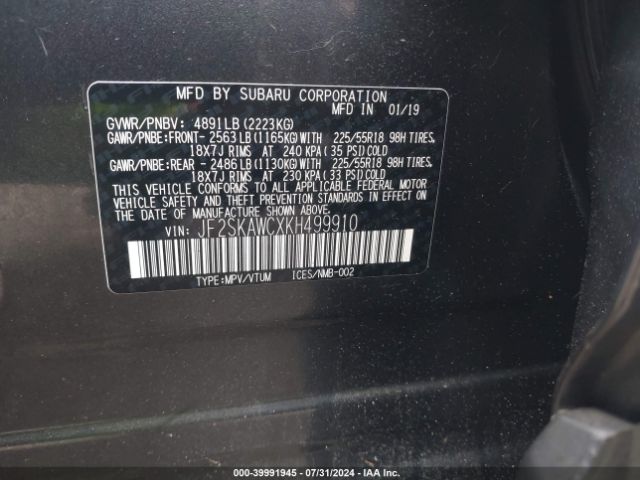 MFD BY SUBARU CORPORATION
MFD IN 01/19
GVWR/PNBV: 4891LB(2223KG)
GAWR/PNBE:FRONT- 2563LB(1165KG)WITH 225/55R18 98H TIRES,
18X7J RIMS AT 240 KPA(35 PSI)COLD
GAWR/PNBE:REAR - 2486LB(1130KG)WITH 225/55R18 98H TIRES,
18X7J RIMS AT 230 KPA(33 PSI)COLD
THIS VEHICLE CONFORMS TO ALL APPLICABLE FEDERAL MOTOR
VEHICLE SAFETY AND THEFT PREVENTION STANDARDS IN EFFECT ON
THE DATE OF MANUFACTURE SHOWN ABOVE.
VIN: JF2SKAWCXKH499910
TYPE:MPV/VTUM ICES/NMB-002
000-39991945 - 07/31/2024 - IAA Inc.